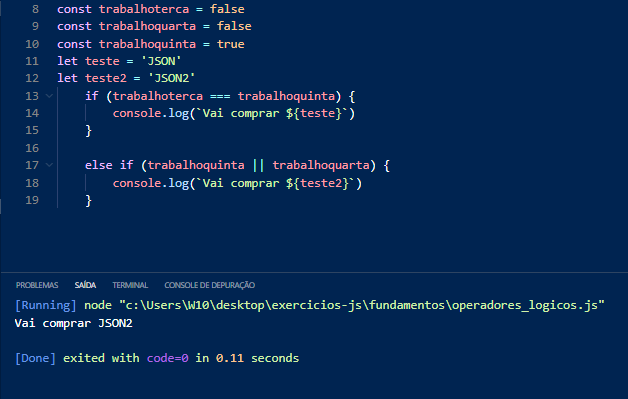 8 const trabalhoterca = false
9 const trabalhoquarta = false
10 const trabalhoquinta = true
11 let teste = 'JSON'
12 let teste2 = 'JSON2'
13 if (trabalhoterca === trabalhoquinta) {
14 console.log(`Vai comprar ${teste}`)
15 }
16
17 else if (trabalhoquinta || trabalhoquarta) {
18 console.log(`Vai comprar ${teste2}`)
19 }
PROBLEMAS SAÍDA TERMINAL CONSOLE DE DEPURAÇÃO
[Running] node "c:\Users\W10\desktop\exercicios-js\fundamentos\operadores_logicos.js"
Vai comprar JSON2
[Done] exited with code=0 in 0.11 seconds